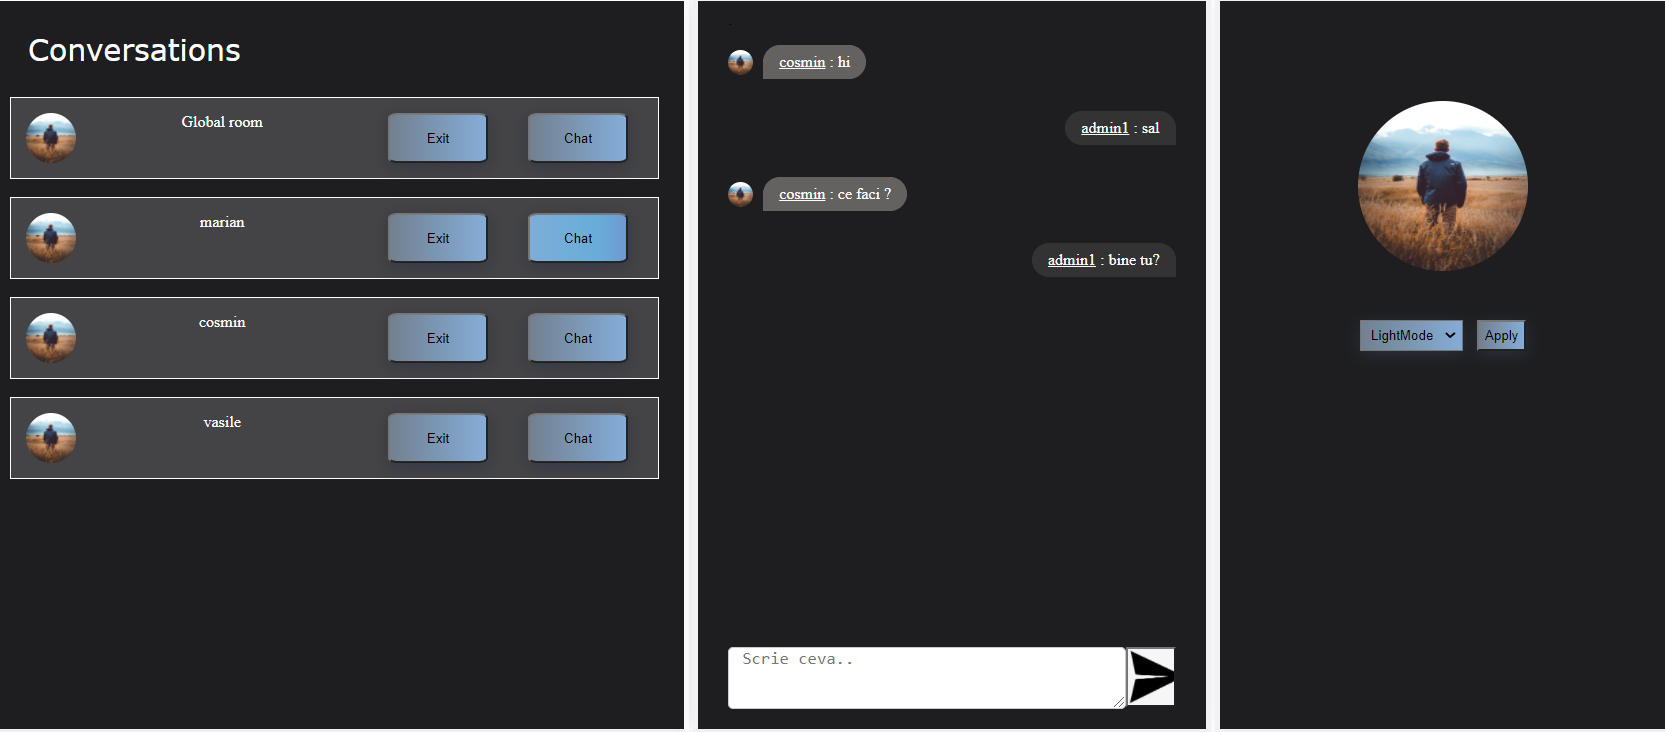 Conversations
Global room
Exit
Chat
marian
Exit
Chat
cosmin
Exit
Chat
vasile
Exit
Chat
cosmin : hi
admin1 : sal
cosmin : ce faci ?
admin1 : bine tu?
Scrie ceva..
LightMode
Apply